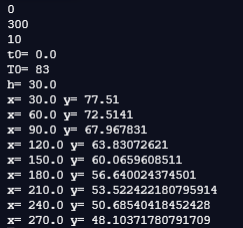 0
300
10
t0= 0.0
T0= 83
h= 30.0
x= 30.0 y= 77.51
x= 60.0 y= 72.5141
x= 90.0 y= 67.967831
x= 120.0 y= 63.83072621
x= 150.0 y= 60.0659608511
x= 180.0 y= 56.640024374501
x= 210.0 y= 53.522422180795914
x= 240.0 y= 50.68540418452428
x= 270.0 y= 48.10371780791709